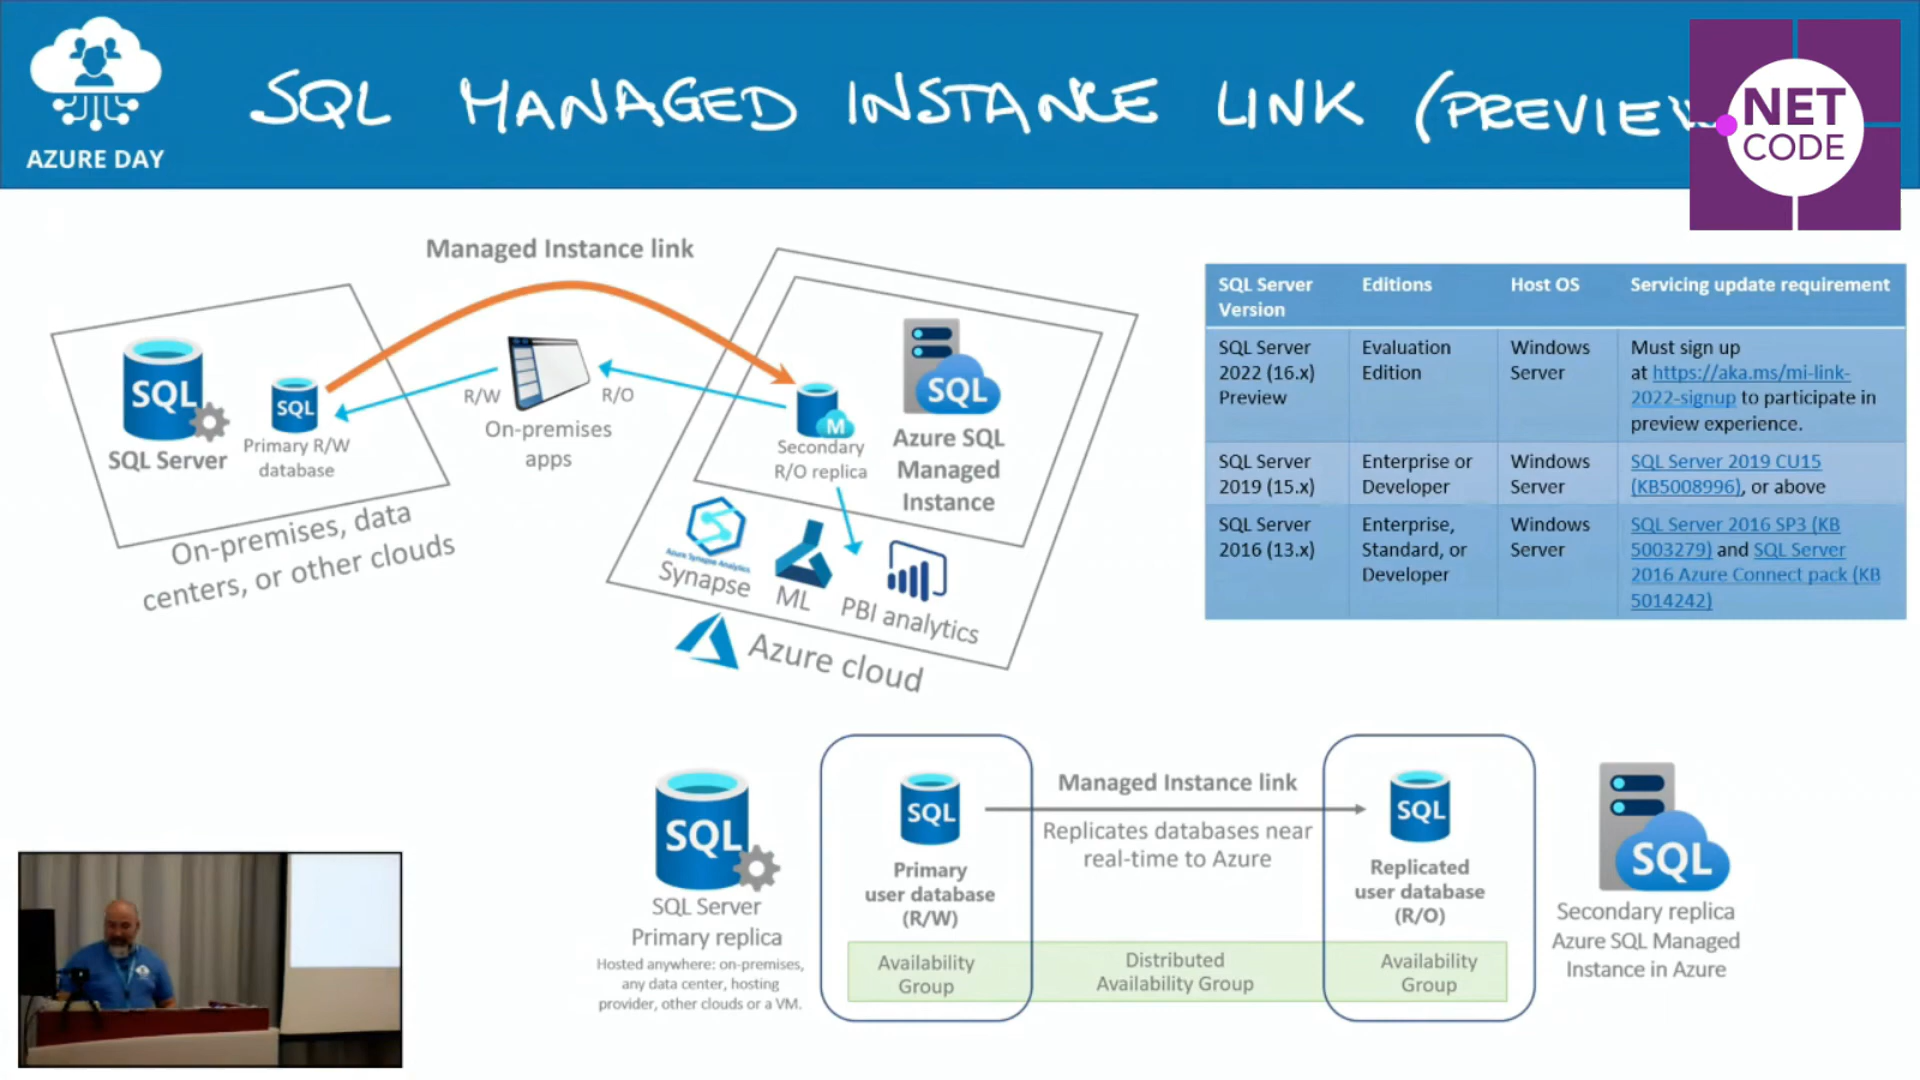 AZURE DAY
SQL MANAGED INSTANCE LINK (PREVIEW
NET
CODE
Managed Instance link
SQL
SQL Server
SQL
Primary R/W
database
R/W
R/O
On-premises
apps
M
Secondary
R/O replica
SQL
Azure SQL
Managed
Instance
On-premises, data
centers, or other clouds
Azure Synapse Analytics
Synapse
ML
PBI analytics
Azure cloud
SQL Server Version | Editions | Host OS | Servicing update requirement
SQL Server 2022 (16.x) Preview | Evaluation Edition | Windows Server | Must sign up at https://aka.ms/mi-link-2022-signup to participate in preview experience.
SQL Server 2019 (15.x) | Enterprise or Developer | Windows Server | SQL Server 2019 CU15 (KB5008996), or above
SQL Server 2016 (13.x) | Enterprise, Standard, or Developer | Windows Server | SQL Server 2016 SP3 (KB 5003279) and SQL Server 2016 Azure Connect pack (KB 5014242)
SQL
SQL Server
Primary replica
Hosted anywhere: on-premises,
any data center, hosting
provider, other clouds or a VM.
SQL
Primary
user database
(R/W)
Availability
Group
Managed Instance link
Replicates databases near
real-time to Azure
Distributed
Availability Group
SQL
Replicated
user database
(R/O)
Availability
Group
SQL
Secondary replica
Azure SQL Managed
Instance in Azure